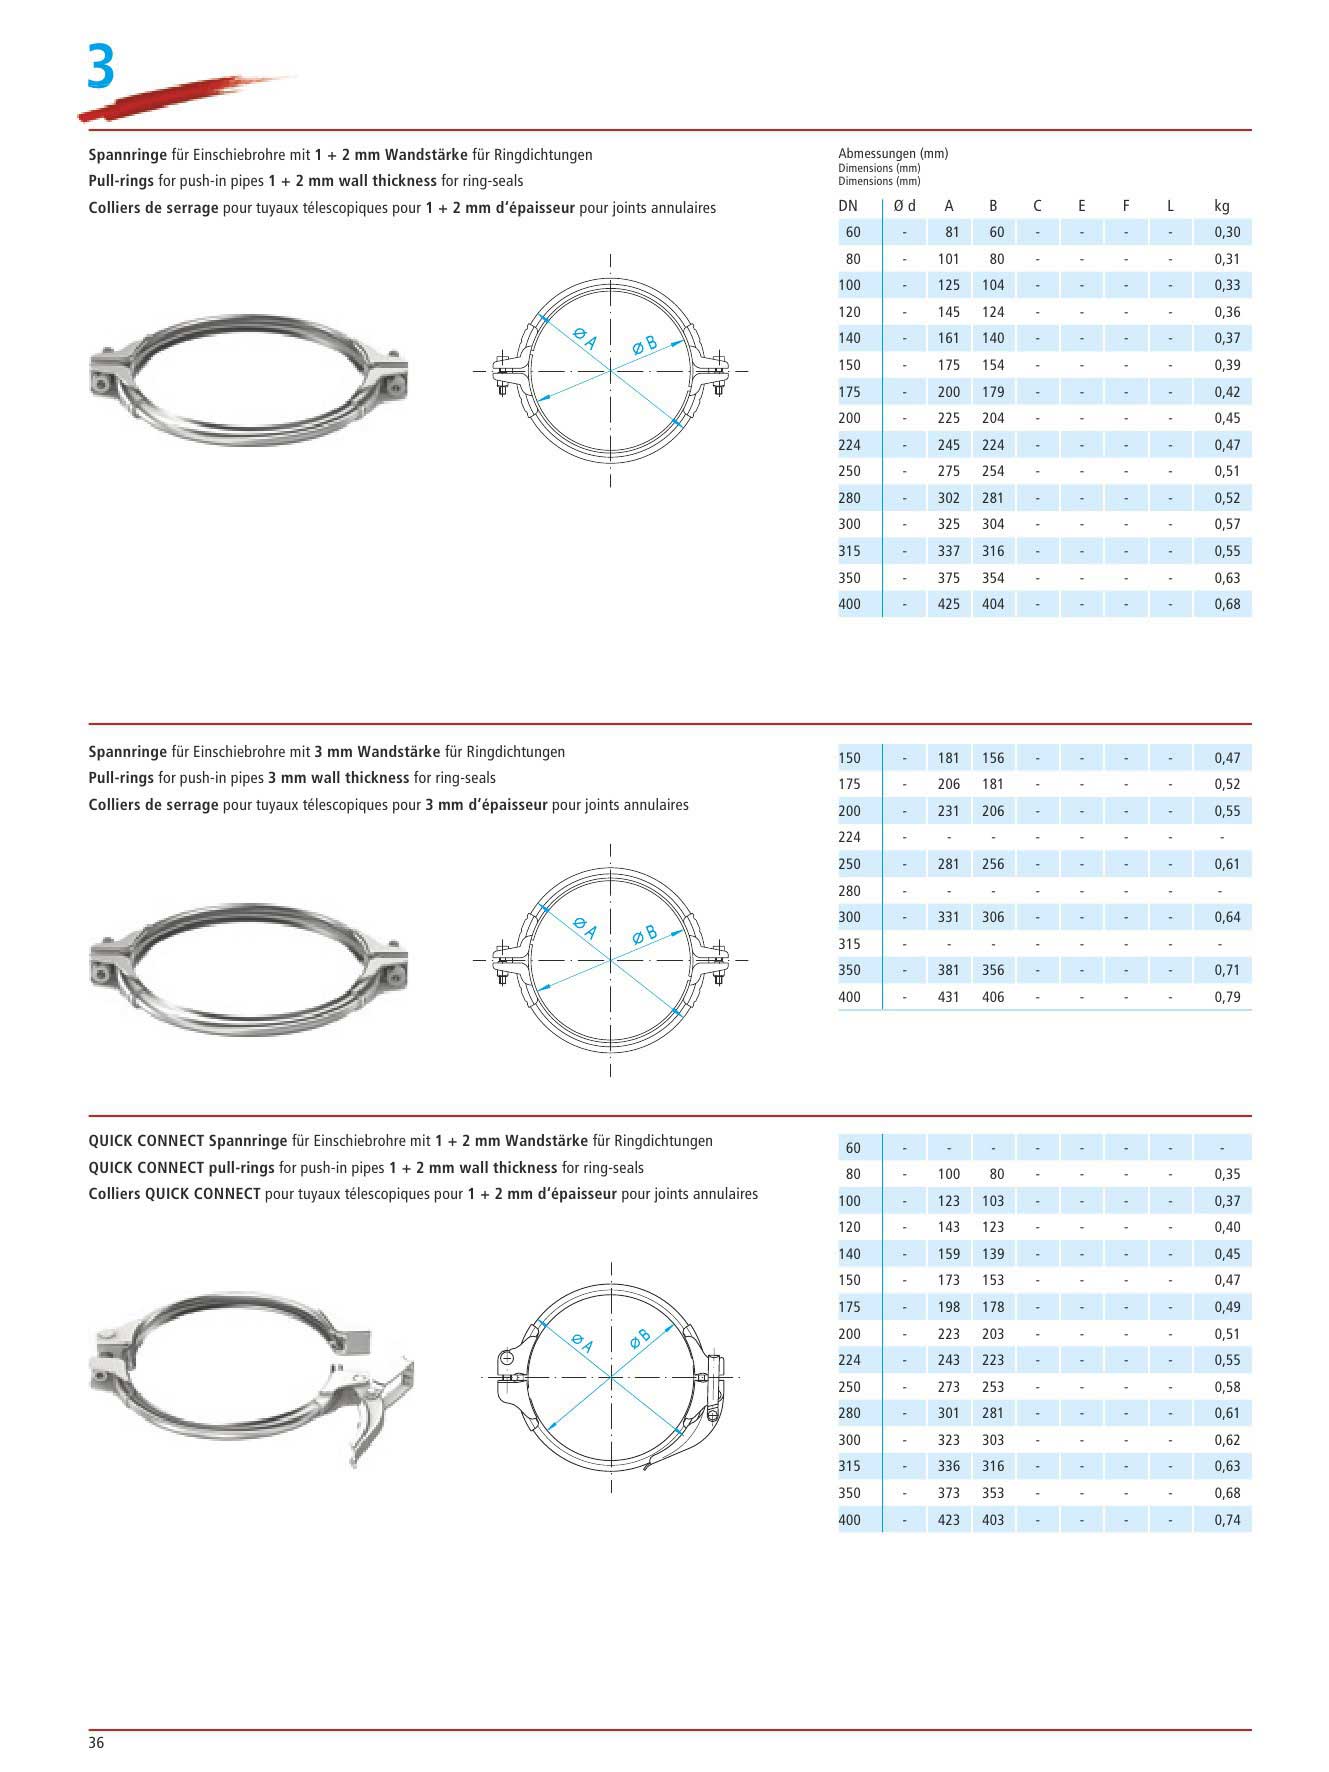 3
Spannringe für Einschiebrohre mit 1 + 2 mm Wandstärke für Ringdichtungen
Pull-rings for push-in pipes 1 + 2 mm wall thickness for ring-seals
Colliers de serrage pour tuyaux télescopiques pour 1 + 2 mm d‘épaisseur pour joints annulaires
Ø A
Ø B
Abmessungen (mm)
Dimensions (mm)
Dimensions (mm)
DN Ø d A B C E F L kg
60 - 81 60 - - - - 0,30
80 - 101 80 - - - - 0,31
100 - 125 104 - - - - 0,33
120 - 145 124 - - - - 0,36
140 - 161 140 - - - - 0,37
150 - 175 154 - - - - 0,39
175 - 200 179 - - - - 0,42
200 - 225 204 - - - - 0,45
224 - 245 224 - - - - 0,47
250 - 275 254 - - - - 0,51
280 - 302 281 - - - - 0,52
300 - 325 304 - - - - 0,57
315 - 337 316 - - - - 0,55
350 - 375 354 - - - - 0,63
400 - 425 404 - - - - 0,68
Spannringe für Einschiebrohre mit 3 mm Wandstärke für Ringdichtungen
Pull-rings for push-in pipes 3 mm wall thickness for ring-seals
Colliers de serrage pour tuyaux télescopiques pour 3 mm d‘épaisseur pour joints annulaires
Ø A
Ø B
150 - 181 156 - - - - 0,47
175 - 206 181 - - - - 0,52
200 - 231 206 - - - - 0,55
224 - - - - - - - -
250 - 281 256 - - - - 0,61
280 - - - - - - - -
300 - 331 306 - - - - 0,64
315 - - - - - - - -
350 - 381 356 - - - - 0,71
400 - 431 406 - - - - 0,79
QUICK CONNECT Spannringe für Einschiebrohre mit 1 + 2 mm Wandstärke für Ringdichtungen
QUICK CONNECT pull-rings for push-in pipes 1 + 2 mm wall thickness for ring-seals
Colliers QUICK CONNECT pour tuyaux télescopiques pour 1 + 2 mm d‘épaisseur pour joints annulaires
Ø A
Ø B
60 - - - - - - - -
80 - 100 80 - - - - 0,35
100 - 123 103 - - - - 0,37
120 - 143 123 - - - - 0,40
140 - 159 139 - - - - 0,45
150 - 173 153 - - - - 0,47
175 - 198 178 - - - - 0,49
200 - 223 203 - - - - 0,51
224 - 243 223 - - - - 0,55
250 - 273 253 - - - - 0,58
280 - 301 281 - - - - 0,61
300 - 323 303 - - - - 0,62
315 - 336 316 - - - - 0,63
350 - 373 353 - - - - 0,68
400 - 423 403 - - - - 0,74
36